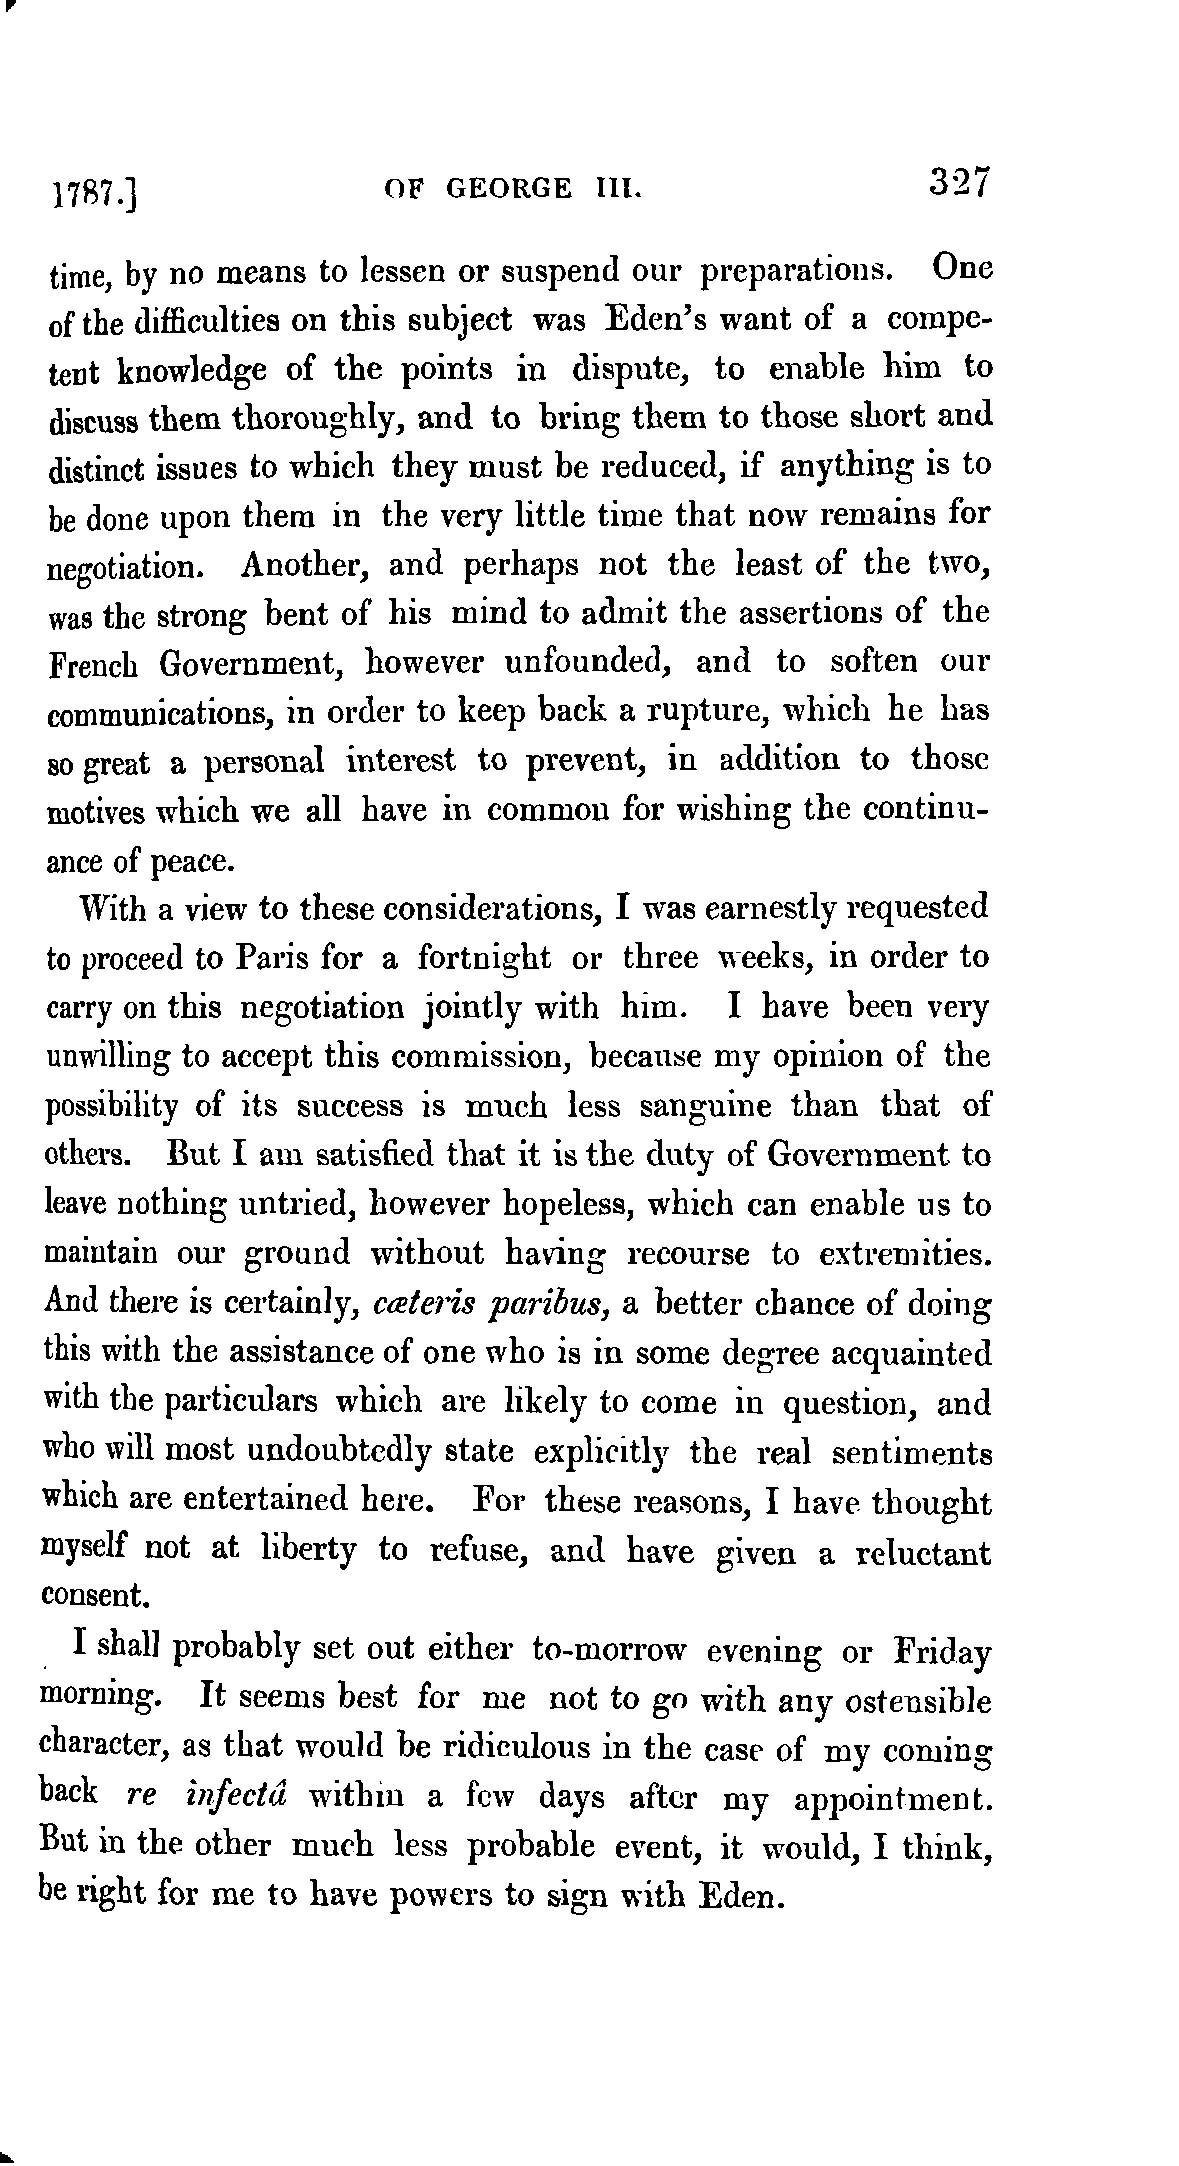 1787.] OF GEORGE III. 327
time, by no means to lessen or suspend our preparations. One
of the difficulties on this subject was Eden's want of a compe-
tent knowledge of the points in dispute, to enable him to
discuss them thoroughly, and to bring them to those short and
distinct issues to which they must be reduced, if anything is to
be done upon them in the very little time that now remains for
negotiation. Another, and perhaps not the least of the two,
was the strong bent of his mind to admit the assertions of the
French Government, however unfounded, and to soften our
communications, in order to keep back a rupture, which he has
so great a personal interest to prevent, in addition to those
motives which we all have in common for wishing the continu-
ance of peace.
With a view to these considerations, I was earnestly requested
to proceed to Paris for a fortnight or three weeks, in order to
carry on this negotiation jointly with him. I have been very
unwilling to accept this commission, because my opinion of the
possibility of its success is much less sanguine than that of
others. But I am satisfied that it is the duty of Government to
leave nothing untried, however hopeless, which can enable us to
maintain our ground without having recourse to extremities.
And there is certainly, cæteris paribus, a better chance of doing
this with the assistance of one who is in some degree acquainted
with the particulars which are likely to come in question, and
who will most undoubtedly state explicitly the real sentiments
which are entertained here. For these reasons, I have thought
myself not at liberty to refuse, and have given a reluctant
consent.
I shall probably set out either to-morrow evening or Friday
morning. It seems best for me not to go with any ostensible
character, as that would be ridiculous in the case of my coming
back re infectâ within a few days after my appointment.
But in the other much less probable event, it would, I think,
be right for me to have powers to sign with Eden.